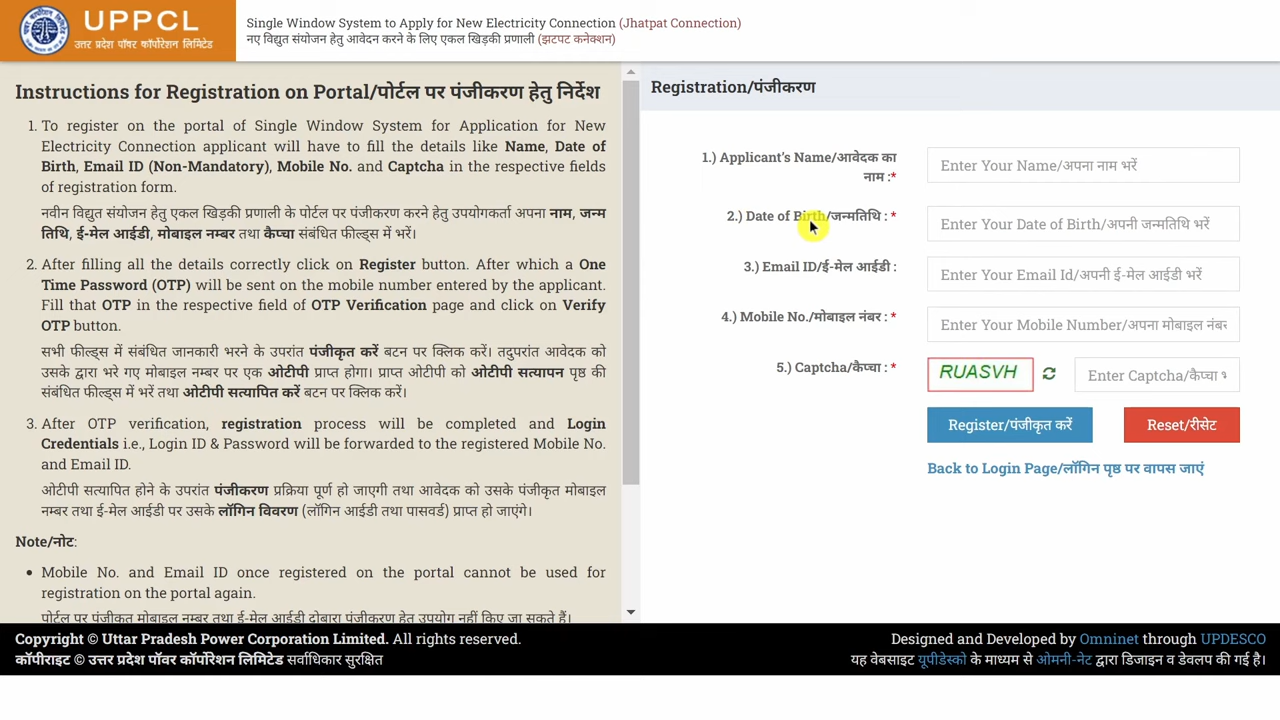 UPPCL
उत्तर प्रदेश पॉवर कॉर्पोरेशन लिमिटेड
Single Window System to Apply for New Electricity Connection (Jhatpat Connection)
नए विद्युत संयोजन हेतु आवेदन करने के लिए एकल खिड़की प्रणाली (झटपट कनेक्शन)
Instructions for Registration on Portal/पोर्टल पर पंजीकरण हेतु निर्देश
1. To register on the portal of Single Window System for Application for New
Electricity Connection applicant will have to fill the details like Name, Date of
Birth, Email ID (Non-Mandatory), Mobile No. and Captcha in the respective fields
of registration form.
नवीन विद्युत संयोजन हेतु एकल खिड़की प्रणाली के पोर्टल पर पंजीकरण करने हेतु उपयोगकर्ता अपना नाम, जन्म
तिथि, ई-मेल आईडी, मोबाइल नम्बर तथा कैप्चा संबंधित फील्ड्स में भरें।
2. After filling all the details correctly click on Register button. After which a One
Time Password (OTP) will be sent on the mobile number entered by the applicant.
Fill that OTP in the respective field of OTP Verification page and click on Verify
OTP button.
सभी फील्ड्स में संबंधित जानकारी भरने के उपरांत पंजीकृत करें बटन पर क्लिक करें। तदुपरांत आवेदक को
उसके द्वारा भरे गए मोबाइल नम्बर पर एक ओटीपी प्राप्त होगा। प्राप्त ओटीपी को ओटीपी सत्यापन पृष्ठ की
संबंधित फील्ड्स में भरें तथा ओटीपी सत्यापित करें बटन पर क्लिक करें।
3. After OTP verification, registration process will be completed and Login
Credentials i.e., Login ID & Password will be forwarded to the registered Mobile No.
and Email ID.
ओटीपी सत्यापित होने के उपरांत पंजीकरण प्रक्रिया पूर्ण हो जाएगी तथा आवेदक को उसके पंजीकृत मोबाइल
नम्बर तथा ई-मेल आईडी पर उसके लॉगिन विवरण (लॉगिन आईडी तथा पासवर्ड) प्राप्त हो जाएंगे।
Note/नोट:
• Mobile No. and Email ID once registered on the portal cannot be used for
registration on the portal again.
पोर्टल पर पंजीकृत मोबाइल नम्बर तथा ई-मेल आईडी दोबारा पंजीकरण हेतु उपयोग नहीं किए जा सकते हैं।
Registration/पंजीकरण
1.) Applicant's Name/आवेदक का
नाम :*
Enter Your Name/अपना नाम भरें
2.) Date of Birth/जन्मतिथि : *
Enter Your Date of Birth/अपनी जन्मतिथि भरें
3.) Email ID/ई-मेल आईडी :
Enter Your Email Id/अपनी ई-मेल आईडी भरें
4.) Mobile No./मोबाइल नंबर : *
Enter Your Mobile Number/अपना मोबाइल नंबर
5.) Captcha/कैप्चा : *
RUASVH
Enter Captcha/कैप्चा
Register/पंजीकृत करें
Reset/रीसेट
Back to Login Page/लॉगिन पृष्ठ पर वापस जाएं
Copyright © Uttar Pradesh Power Corporation Limited. All rights reserved.
कॉपीराइट © उत्तर प्रदेश पॉवर कॉर्पोरेशन लिमिटेड सर्वाधिकार सुरक्षित
Designed and Developed by Omninet through UPDESCO
यह वेबसाइट यूपीडेस्को के माध्यम से ओमनी-नेट द्वारा डिजाइन व डेवलप की गई है।